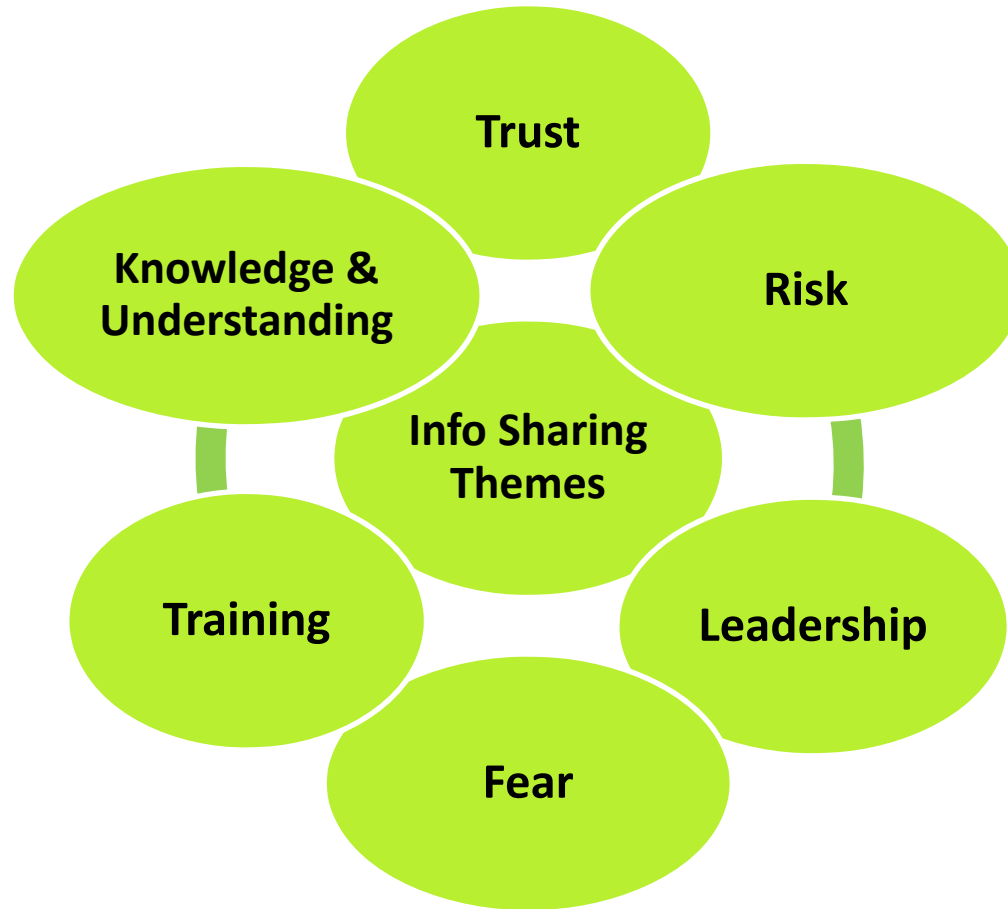 Trust
Knowledge &
Understanding
Risk
Info Sharing
Themes
Training
Leadership
Fear